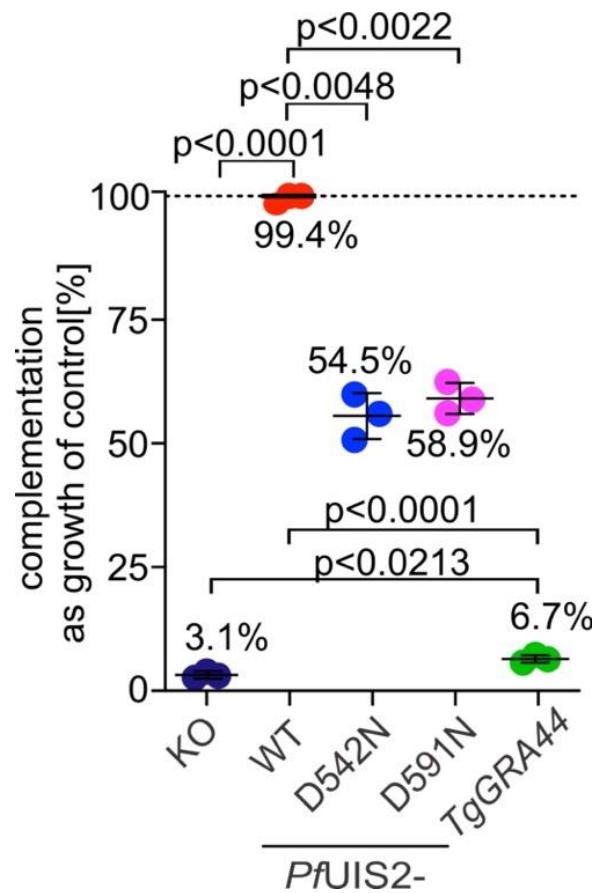 p<0.0022
p<0.0048
p<0.0001
100
99.4%
75
54.5%
58.9%
50
p<0.0001
25
p<0.0213
3.1%
6.7%
0
complementation
as growth of control[%]
KO
WT
D542N
D591N
TgGRA44
PfUIS2-